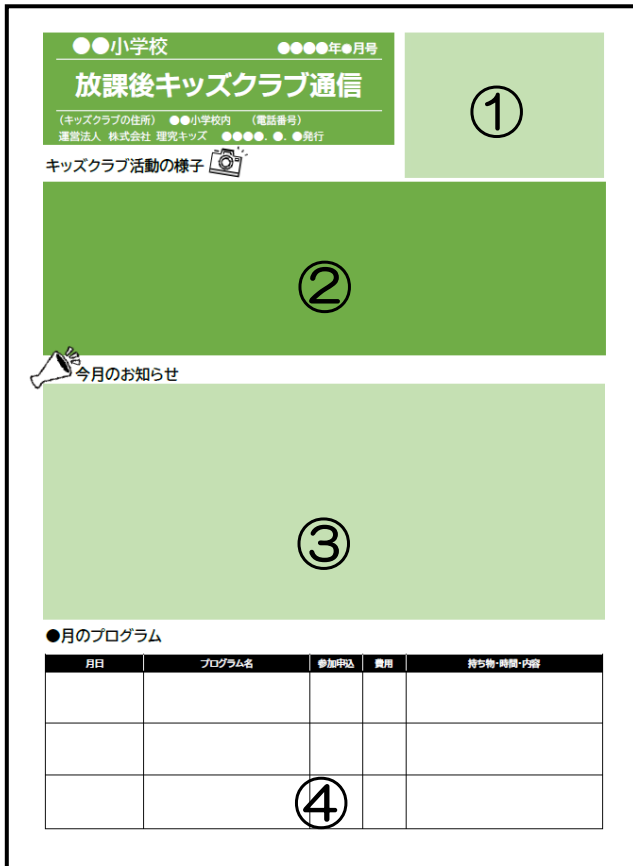 ●●小学校 ●●●●年●月号
放課後キッズクラブ通信
(キッズクラブの住所) ●●小学校内 (電話番号)
運営法人 株式会社 理究キッズ ●●●●. ●. ●発行
①
キッズクラブ活動の様子
②
今月のお知らせ
③
●月のプログラム
月日 プログラム名 参加申込 費用 持ち物・時間・内容
④